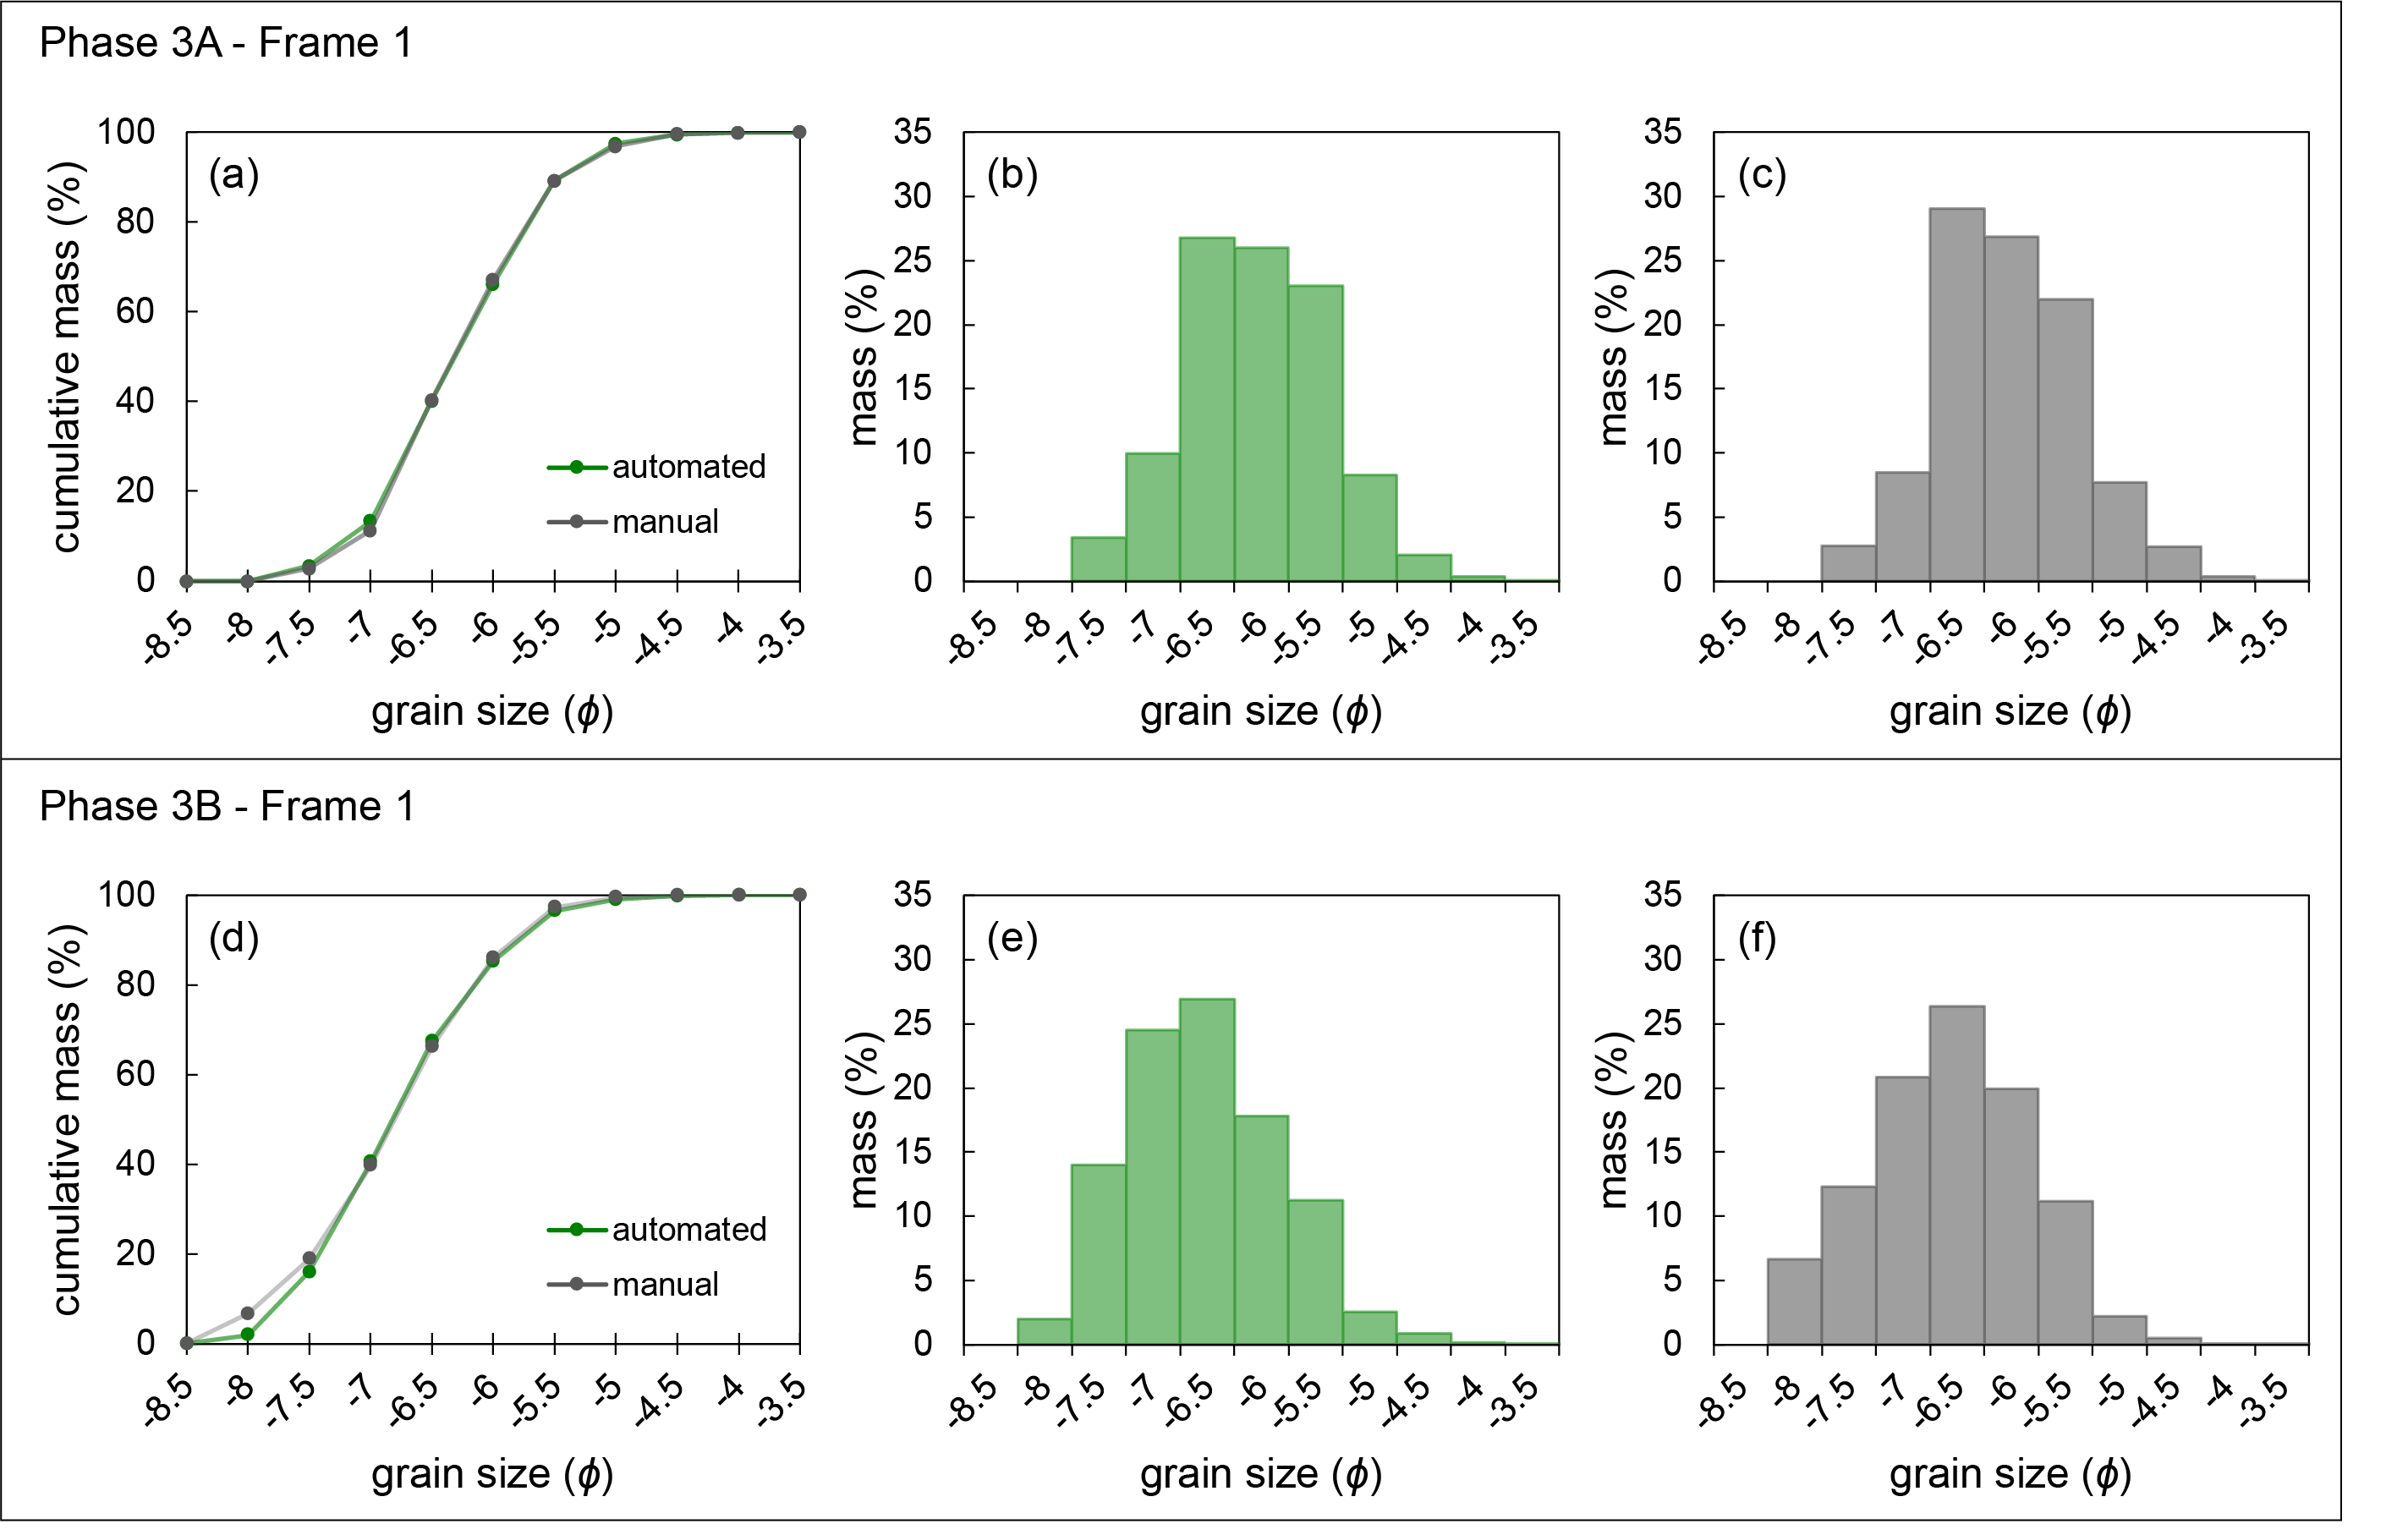 Phase 3A - Frame 1
(a)
cumulative mass (%)
100
80
60
40
20
0
automated
manual
-8.5 -8 -7.5 -7 -6.5 -6 -5.5 -5 -4.5 -4 -3.5
grain size (ϕ)
(b)
mass (%)
35
30
25
20
15
10
5
0
-8.5 -8 -7.5 -7 -6.5 -6 -5.5 -5 -4.5 -4 -3.5
grain size (ϕ)
(c)
mass (%)
35
30
25
20
15
10
5
0
-8.5 -8 -7.5 -7 -6.5 -6 -5.5 -5 -4.5 -4 -3.5
grain size (ϕ)
Phase 3B - Frame 1
(d)
cumulative mass (%)
100
80
60
40
20
0
automated
manual
-8.5 -8 -7.5 -7 -6.5 -6 -5.5 -5 -4.5 -4 -3.5
grain size (ϕ)
(e)
mass (%)
35
30
25
20
15
10
5
0
-8.5 -8 -7.5 -7 -6.5 -6 -5.5 -5 -4.5 -4 -3.5
grain size (ϕ)
(f)
mass (%)
35
30
25
20
15
10
5
0
-8.5 -8 -7.5 -7 -6.5 -6 -5.5 -5 -4.5 -4 -3.5
grain size (ϕ)